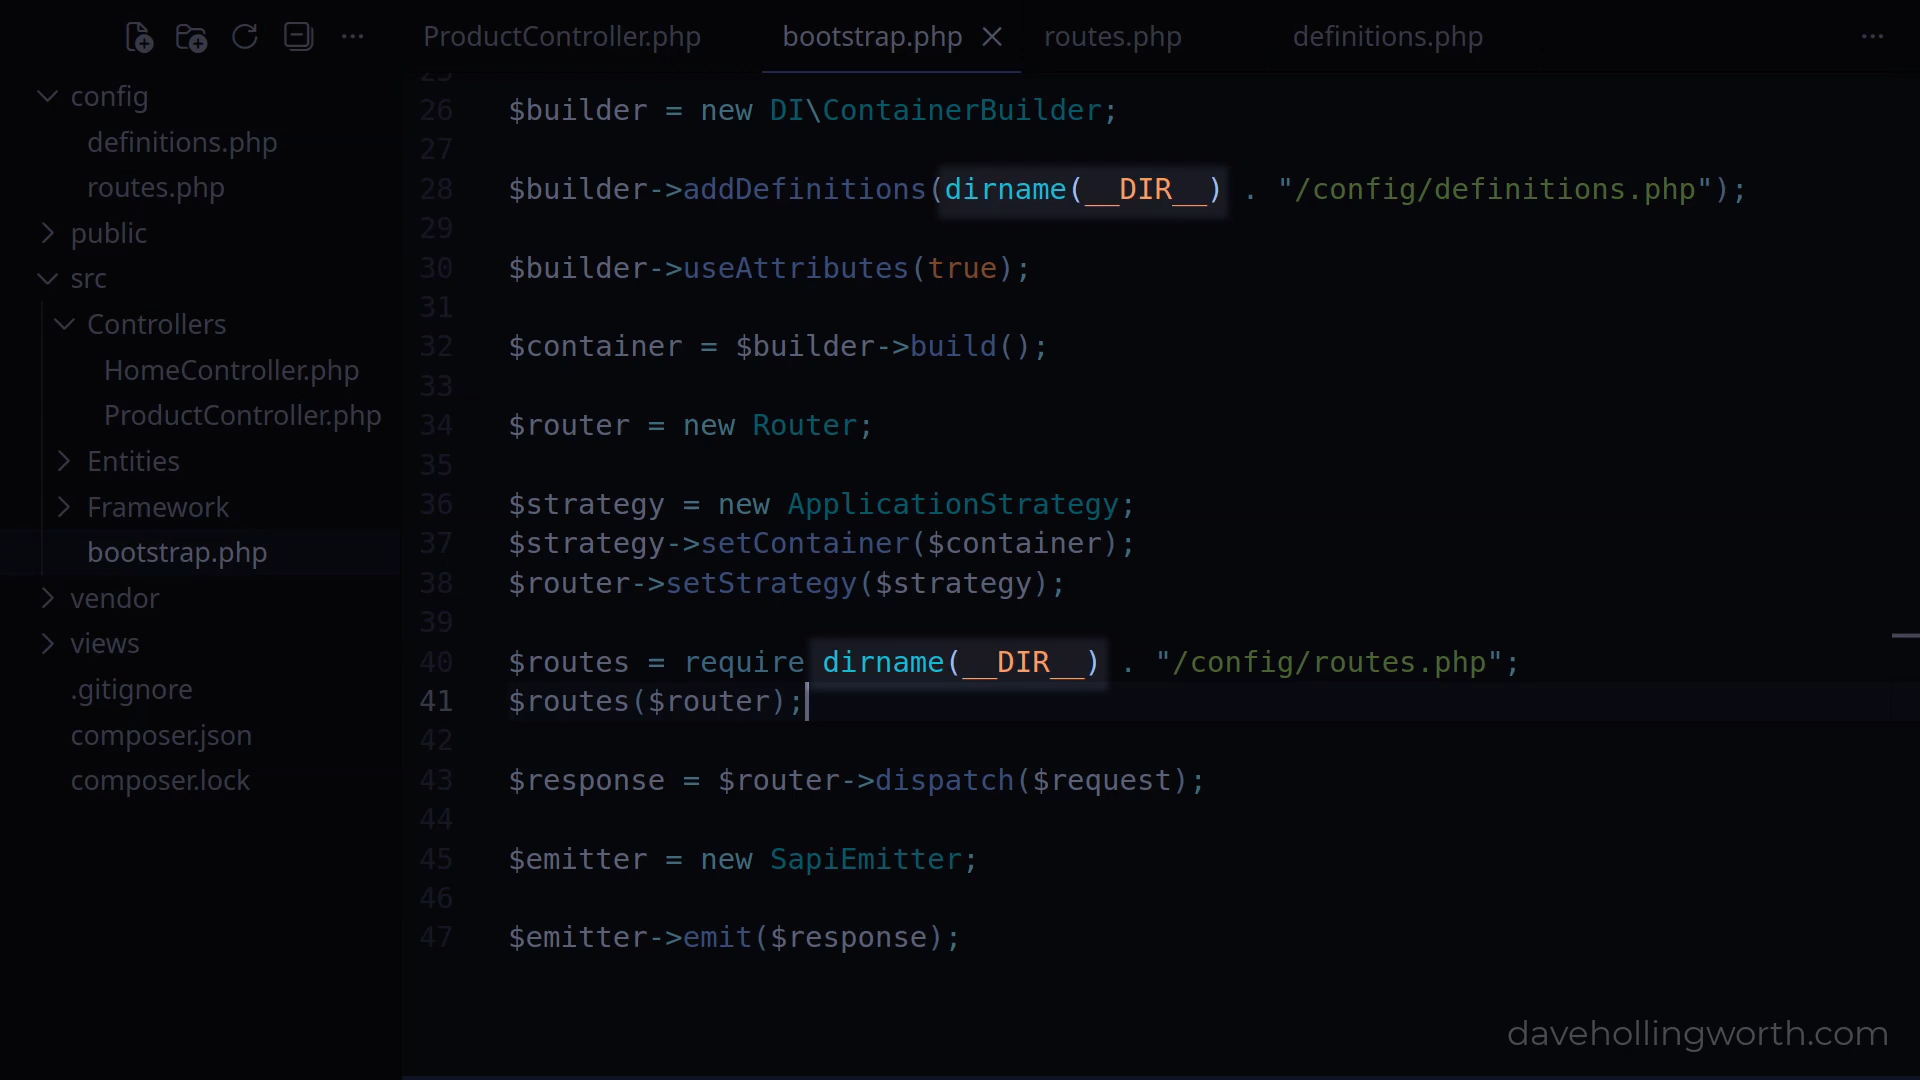 ProductController.php bootstrap.php routes.php definitions.php
config
definitions.php
routes.php
public
src
Controllers
HomeController.php
ProductController.php
Entities
Framework
bootstrap.php
vendor
views
.gitignore
composer.json
composer.lock
25
26 $builder = new DI\ContainerBuilder;
27
28 $builder->addDefinitions(dirname(__DIR__) . "/config/definitions.php");
29
30 $builder->useAttributes(true);
31
32 $container = $builder->build();
33
34 $router = new Router;
35
36 $strategy = new ApplicationStrategy;
37 $strategy->setContainer($container);
38 $router->setStrategy($strategy);
39
40 $routes = require dirname(__DIR__) . "/config/routes.php";
41 $routes($router);
42
43 $response = $router->dispatch($request);
44
45 $emitter = new SapiEmitter;
46
47 $emitter->emit($response);
davehollingworth.com